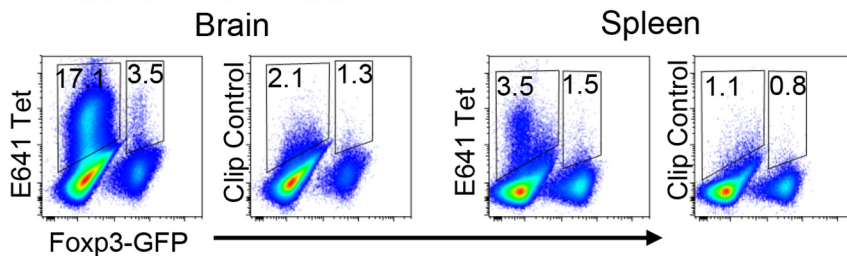 Brain
Spleen
E641 Tet
17.1
3.5
Clip Control
2.1
1.3
E641 Tet
3.5
1.5
Clip Control
1.1
0.8
Foxp3-GFP